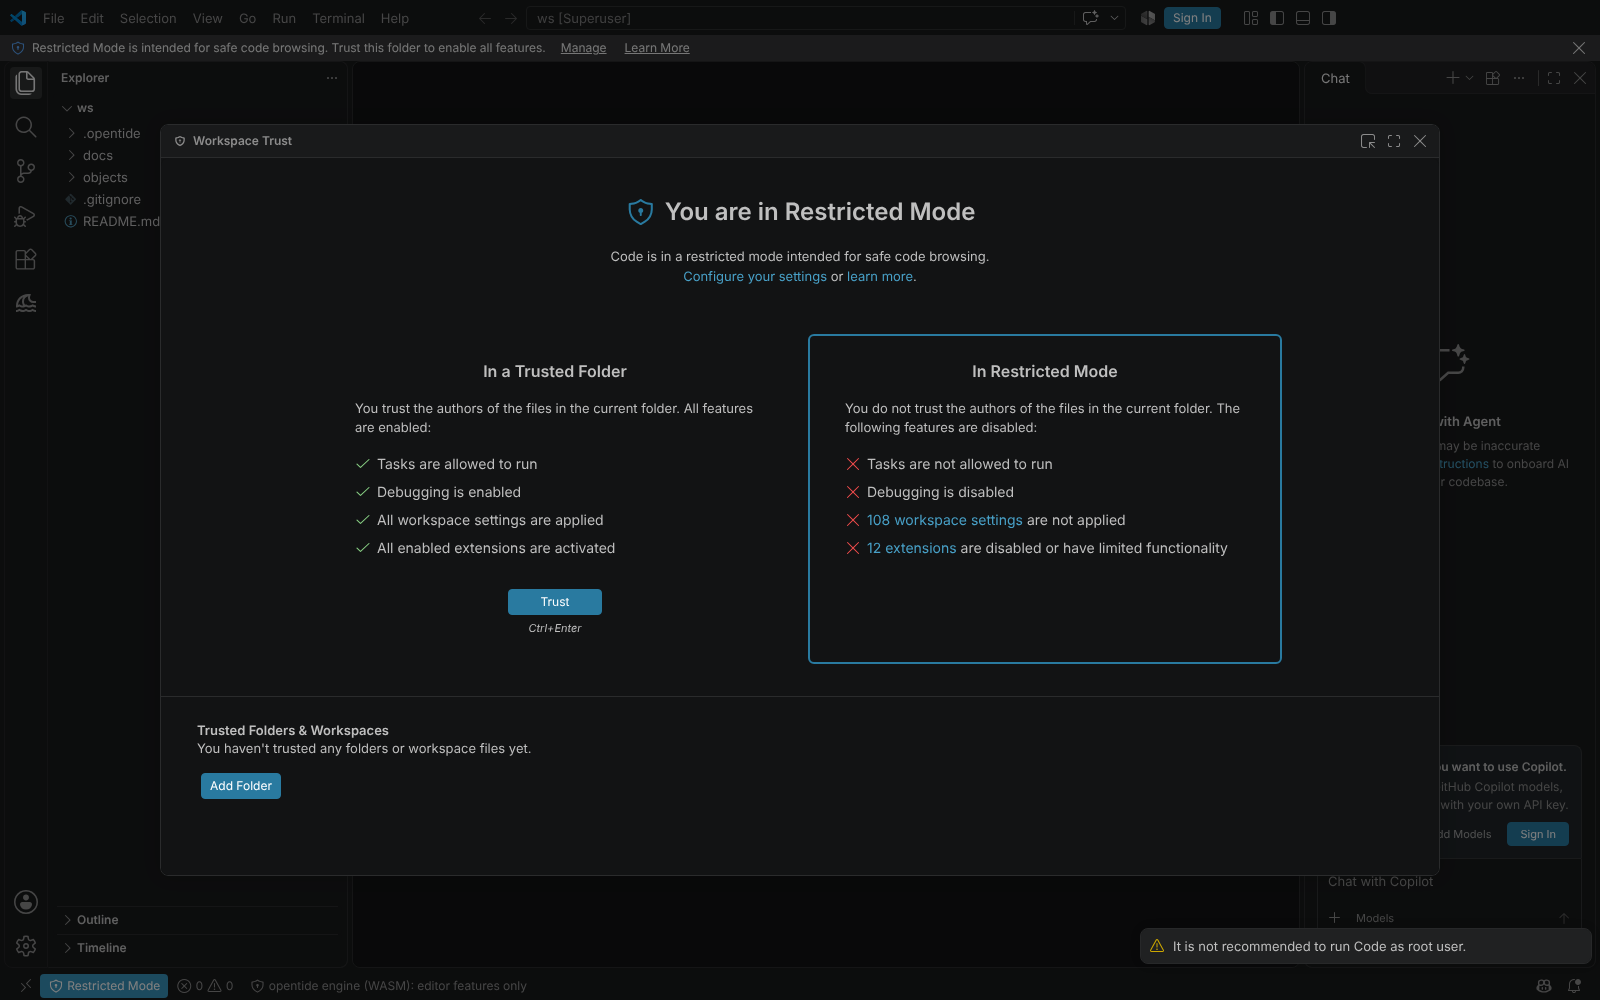 File Edit Selection View Go Run Terminal Help
ws [Superuser]
Sign In
Restricted Mode is intended for safe code browsing. Trust this folder to enable all features. Manage Learn More
Explorer
ws
.opentide
docs
objects
.gitignore
README.md
Chat
Workspace Trust
You are in Restricted Mode
Code is in a restricted mode intended for safe code browsing.
Configure your settings or learn more.
In a Trusted Folder
You trust the authors of the files in the current folder. All features
are enabled:
Tasks are allowed to run
Debugging is enabled
All workspace settings are applied
All enabled extensions are activated
Trust
Ctrl+Enter
In Restricted Mode
You do not trust the authors of the files in the current folder. The
following features are disabled:
Tasks are not allowed to run
Debugging is disabled
108 workspace settings are not applied
12 extensions are disabled or have limited functionality
Trusted Folders & Workspaces
You haven't trusted any folders or workspace files yet.
Add Folder
with Agent
may be inaccurate
tructions to onboard AI
r codebase.
u want to use Copilot.
itHub Copilot models,
with your own API key.
dd Models
Sign In
Chat with Copilot
Models
It is not recommended to run Code as root user.
Outline
Timeline
Restricted Mode 0 0 opentide engine (WASM): editor features only